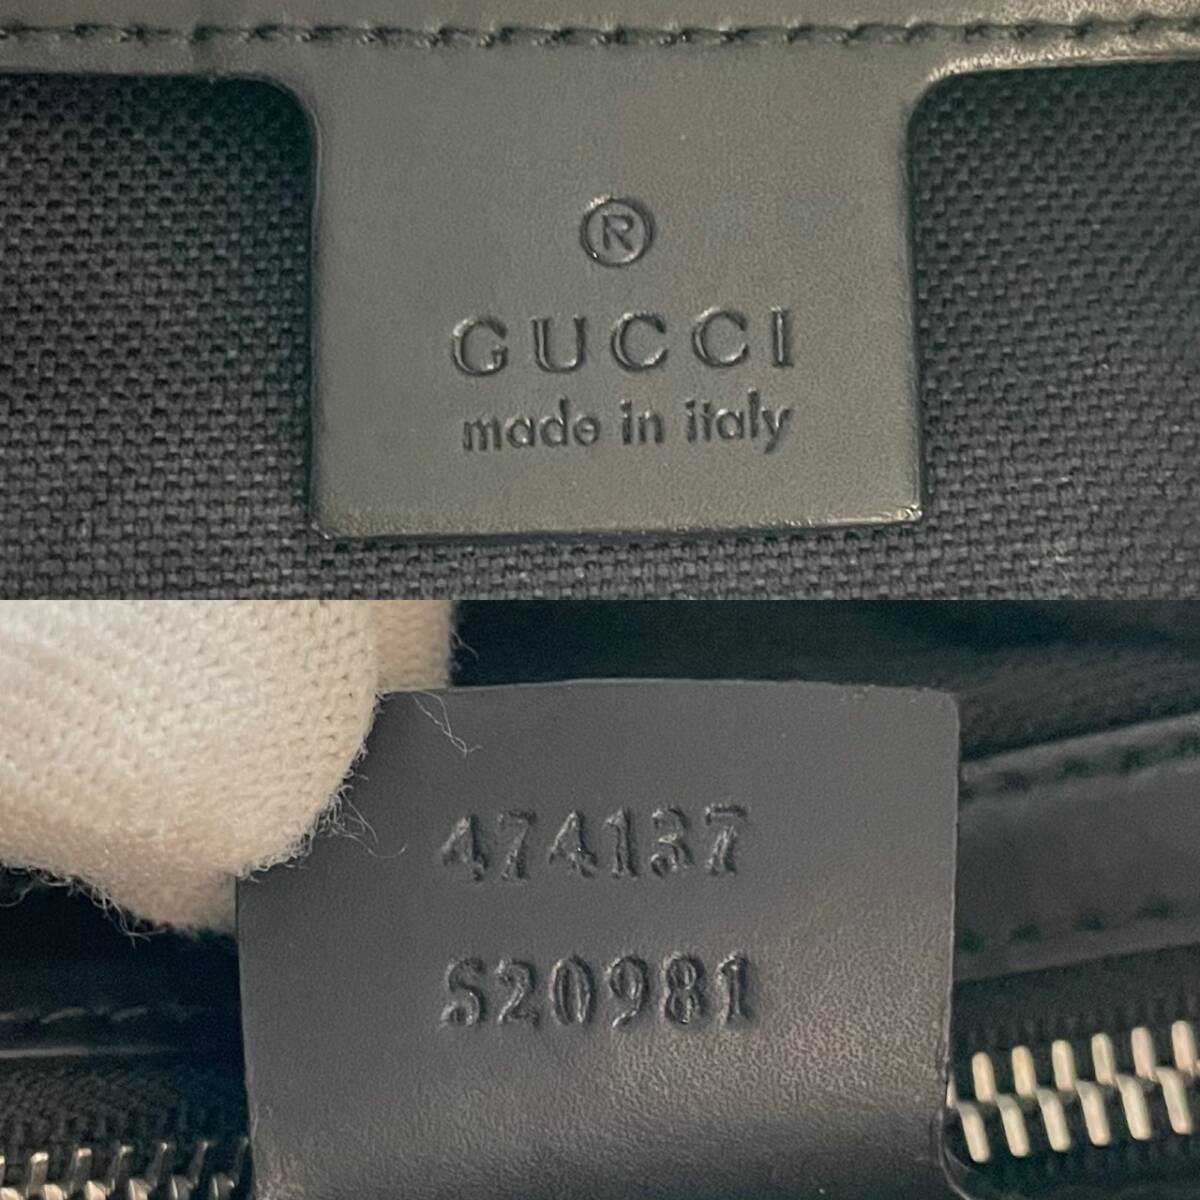 ®
GUCCI
made in italy
474137
S20981